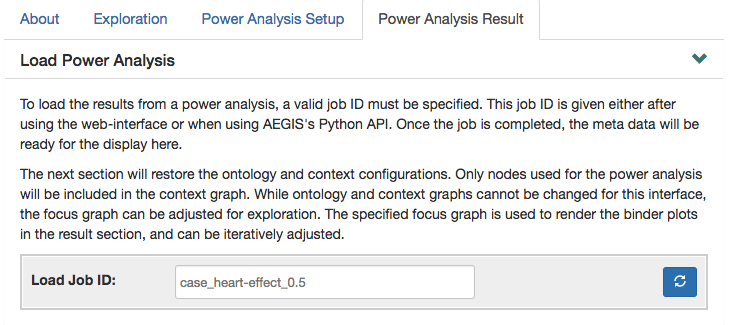 About Exploration Power Analysis Setup Power Analysis Result
Load Power Analysis
To load the results from a power analysis, a valid job ID must be specified. This job ID is given either after
using the web-interface or when using AEGIS's Python API. Once the job is completed, the meta data will be
ready for the display here.
The next section will restore the ontology and context configurations. Only nodes used for the power analysis
will be included in the context graph. While ontology and context graphs cannot be changed for this interface,
the focus graph can be adjusted for exploration. The specified focus graph is used to render the binder plots
in the result section, and can be iteratively adjusted.
Load Job ID: case_heart-effect_0.5